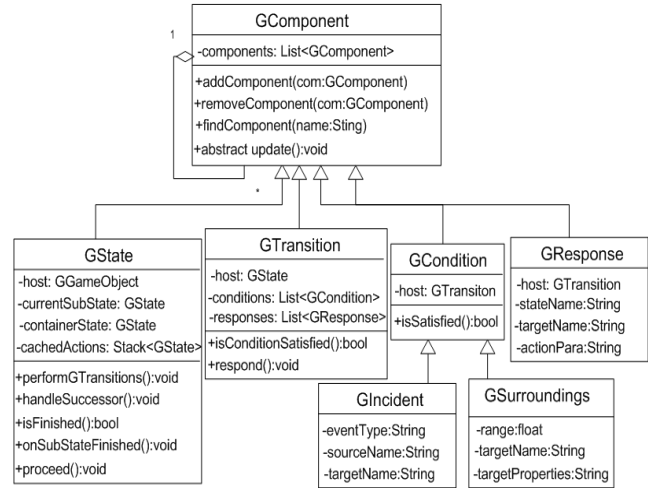 GComponent
1
-components: List<GComponent>
+addComponent(com:GComponent)
+removeComponent(com:GComponent)
+findComponent(name:Sting)
+abstract update():void
*
GState
-host: GGameObject
-currentSubState: GState
-containerState: GState
-cachedActions: Stack<GState>
+performGTransitions():void
+handleSuccessor():void
+isFinished():bool
+onSubStateFinished():void
+proceed():void
GTransition
-host: GState
-conditions: List<GCondition>
-responses: List<GResponse>
+isConditionSatisfied():bool
+respond():void
GCondition
-host: GTransiton
+isSatisfied():bool
GResponse
-host: GTransition
-stateName:String
-targetName:String
-actionPara:String
GIncident
-eventType:String
-sourceName:String
-targetName:String
GSurroundings
-range:float
-targetName:String
-targetProperties:String